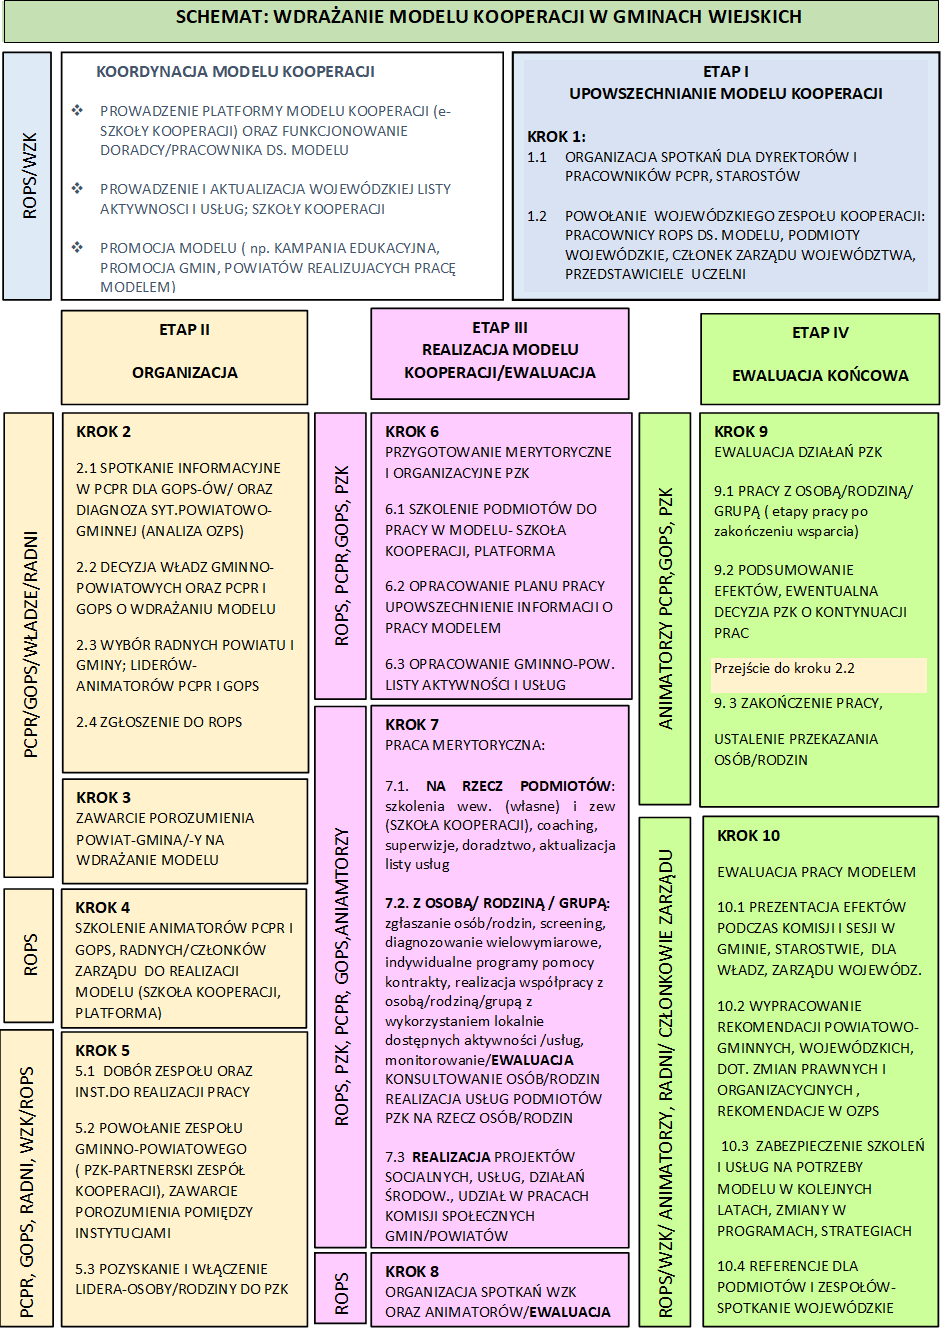 SCHEMAT: WDRAŻANIE MODELU KOOPERACJI W GMINACH WIEJSKICH
ROPS/WZK
KOORDYNACJA MODELU KOOPERACJI
❖ PROWADZENIE PLATFORMY MODELU KOOPERACJI (e-
SZKOŁY KOOPERACJI) ORAZ FUNKCJONOWANIE
DORADCY/PRACOWNIKA DS. MODELU
❖ PROWADZENIE I AKTUALIZACJA WOJEWÓDZKIEJ LISTY
AKTYWNOSCI I USŁUG; SZKOŁY KOOPERACJI
❖ PROMOCJA MODELU ( np. KAMPANIA EDUKACYJNA,
PROMOCJA GMIN, POWIATÓW REALIZUJACYCH PRACĘ
MODELEM)
ETAP I
UPOWSZECHNIANIE MODELU KOOPERACJI
KROK 1:
1.1 ORGANIZACJA SPOTKAŃ DLA DYREKTORÓW I
PRACOWNIKÓW PCPR, STAROSTÓW
1.2 POWOŁANIE WOJEWÓDZKIEGO ZESPOŁU KOOPERACJI:
PRACOWNICY ROPS DS. MODELU, PODMIOTY
WOJEWÓDZKIE, CZŁONEK ZARZĄDU WOJEWÓDZTWA,
PRZEDSTAWICIELE UCZELNI
ETAP II
ORGANIZACJA
PCPR/GOPS/WŁADZE/RADNI
KROK 2
2.1 SPOTKANIE INFORMACYJNE
W PCPR DLA GOPS-ÓW/ ORAZ
DIAGNOZA SYT.POWIATOWO-
GMINNEJ (ANALIZA OZPS)
2.2 DECYZJA WŁADZ GMINNO-
POWIATOWYCH ORAZ PCPR I
GOPS O WDRAŻANIU MODELU
2.3 WYBÓR RADNYCH POWIATU I
GMINY; LIDERÓW-
ANIMATORÓW PCPR I GOPS
2.4 ZGŁOSZENIE DO ROPS
KROK 3
ZAWARCIE POROZUMIENIA
POWIAT-GMINA/-Y NA
WDRAŻANIE MODELU
ROPS
KROK 4
SZKOLENIE ANIMATORÓW PCPR I
GOPS, RADNYCH/CZŁONKÓW
ZARZĄDU DO REALIZACJI
MODELU (SZKOŁA KOOPERACJI,
PLATFORMA)
PCPR, GOPS, RADNI, WZK/ROPS
KROK 5
5.1 DOBÓR ZESPOŁU ORAZ
INST.DO REALIZACJI PRACY
5.2 POWOŁANIE ZESPOŁU
GMINNO-POWIATOWEGO
( PZK-PARTNERSKI ZESPÓŁ
KOOPERACJI), ZAWARCIE
POROZUMIENIA POMIĘDZY
INSTYTUCJAMI
5.3 POZYSKANIE I WŁĄCZENIE
LIDERA-OSOBY/RODZINY DO PZK
ETAP III
REALIZACJA MODELU
KOOPERACJI/EWALUACJA
ROPS, PCPR,GOPS, PZK
KROK 6
PRZYGOTOWANIE MERYTORYCZNE
I ORGANIZACYJNE PZK
6.1 SZKOLENIE PODMIOTÓW DO
PRACY W MODELU- SZKOŁA
KOOPERACJI, PLATFORMA
6.2 OPRACOWANIE PLANU PRACY
UPOWSZECHNIENIE INFORMACJI O
PRACY MODELEM
6.3 OPRACOWANIE GMINNO-POW.
LISTY AKTYWNOŚCI I USŁUG
ROPS, PZK, PCPR, GOPS,ANIAMTORZY
KROK 7
PRACA MERYTORYCZNA:
7.1. NA RZECZ PODMIOTÓW:
szkolenia wew. (własne) i zew
(SZKOŁA KOOPERACJI), coaching,
superwizje, doradztwo, aktualizacja
listy usług
7.2. Z OSOBĄ/ RODZINĄ / GRUPĄ:
zgłaszanie osób/rodzin, screening,
diagnozowanie wielowymiarowe,
indywidualne programy pomocy
kontrakty, realizacja współpracy z
osobą/rodziną/grupą z
wykorzystaniem lokalnie
dostępnych aktywności /usług,
monitorowanie/EWALUACJA
KONSULTOWANIE OSÓB/RODZIN
REALIZACJA USŁUG PODMIOTÓW
PZK NA RZECZ OSÓB/RODZIN
7.3 REALIZACJA PROJEKTÓW
SOCJALNYCH, USŁUG, DZIAŁAŃ
ŚRODOW., UDZIAŁ W PRACACH
KOMISJI SPOŁECZNYCH
GMIN/POWIATÓW
ROPS
KROK 8
ORGANIZACJA SPOTKAŃ WZK
ORAZ ANIMATORÓW/EWALUACJA
ETAP IV
EWALUACJA KOŃCOWA
ANIMATORZY PCPR,GOPS, PZK
KROK 9
EWALUACJA DZIAŁAŃ PZK
9.1 PRACY Z OSOBĄ/RODZINĄ/
GRUPĄ ( etapy pracy po
zakończeniu wsparcia)
9.2 PODSUMOWANIE
EFEKTÓW, EWENTUALNA
DECYZJA PZK O KONTYNUACJI
PRAC
Przejście do kroku 2.2
9. 3 ZAKOŃCZENIE PRACY,
USTALENIE PRZEKAZANIA
OSÓB/RODZIN
ROPS/WZK/ ANIMATORZY, RADNI/ CZŁONKOWIE ZARZĄDU
KROK 10
EWALUACJA PRACY MODELEM
10.1 PREZENTACJA EFEKTÓW
PODCZAS KOMISJI I SESJI W
GMINIE, STAROSTWIE, DLA
WŁADZ, ZARZĄDU WOJEWÓDZ.
10.2 WYPRACOWANIE
REKOMENDACJI POWIATOWO-
GMINNYCH, WOJEWÓDZKICH,
DOT. ZMIAN PRAWNYCH I
ORGANIZACYCJNYCH ,
REKOMENDACJE W OZPS
10.3 ZABEZPIECZENIE SZKOLEŃ
I USŁUG NA POTRZEBY
MODELU W KOLEJNYCH
LATACH, ZMIANY W
PROGRAMACH, STRATEGIACH
10.4 REFERENCJE DLA
PODMIOTÓW I ZESPOŁÓW-
SPOTKANIE WOJEWÓDZKIE